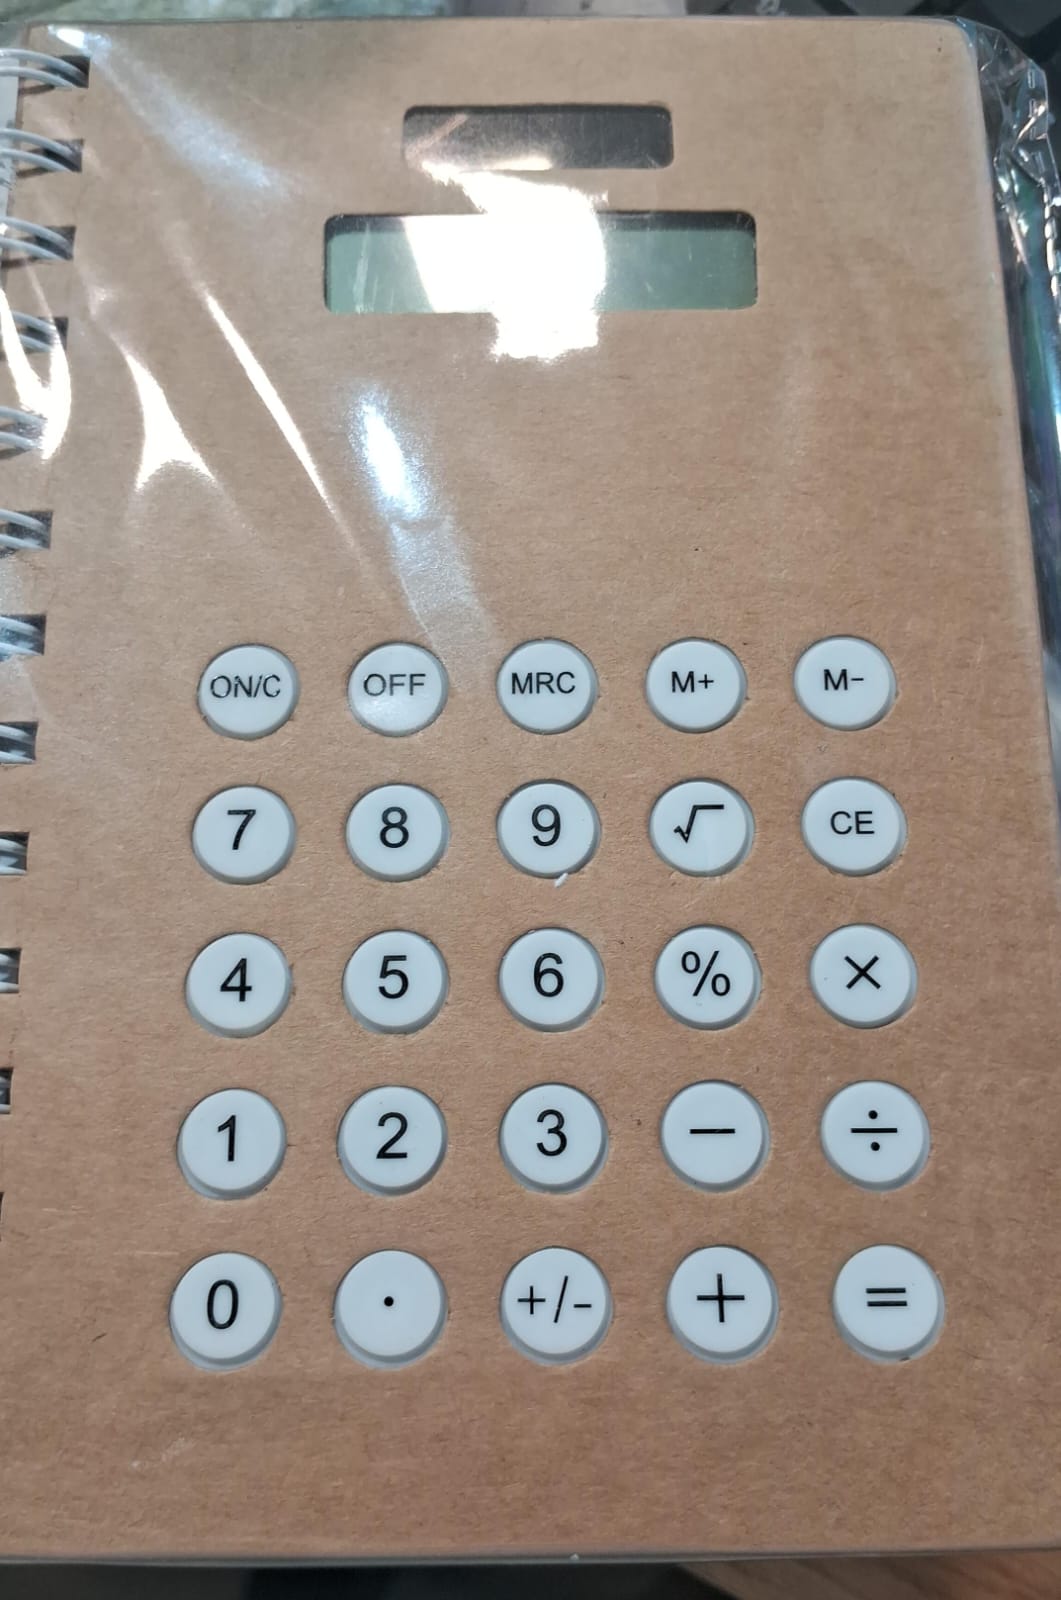 ON/C OFF MRC M+ M−
7 8 9 √ CE
4 5 6 % ×
1 2 3 − ÷
0 · +/- + =